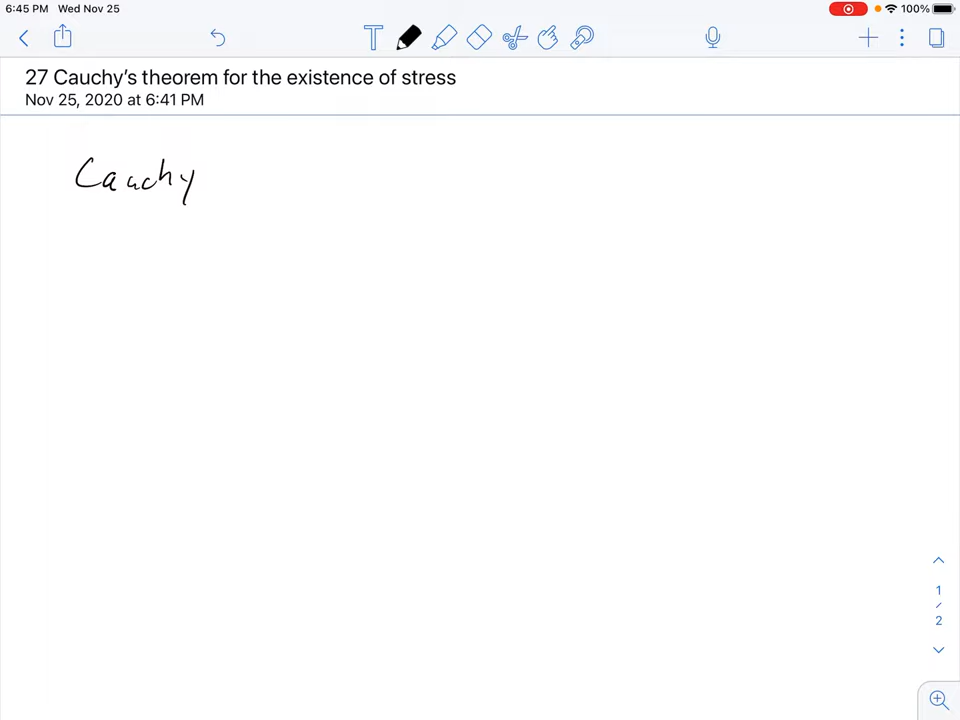 6:45 PM Wed Nov 25
100%
T
27 Cauchy's theorem for the existence of stress
Nov 25, 2020 at 6:41 PM
Cauchy
1
2